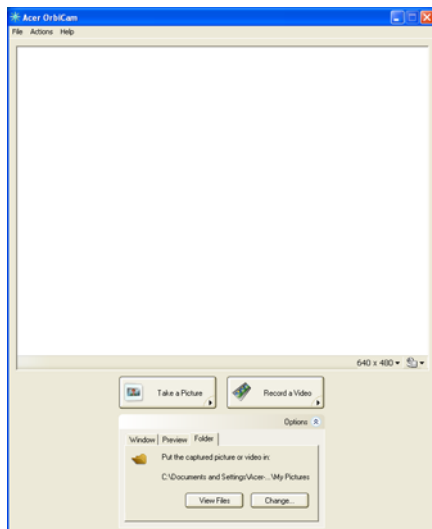 Acer OrbiCam
File Actions Help
640 x 480
Take a Picture Record a Video
Options
Window Preview Folder
Put the captured picture or video in:
C:\Documents and Settings\Acer-...\My Pictures
View Files Change...